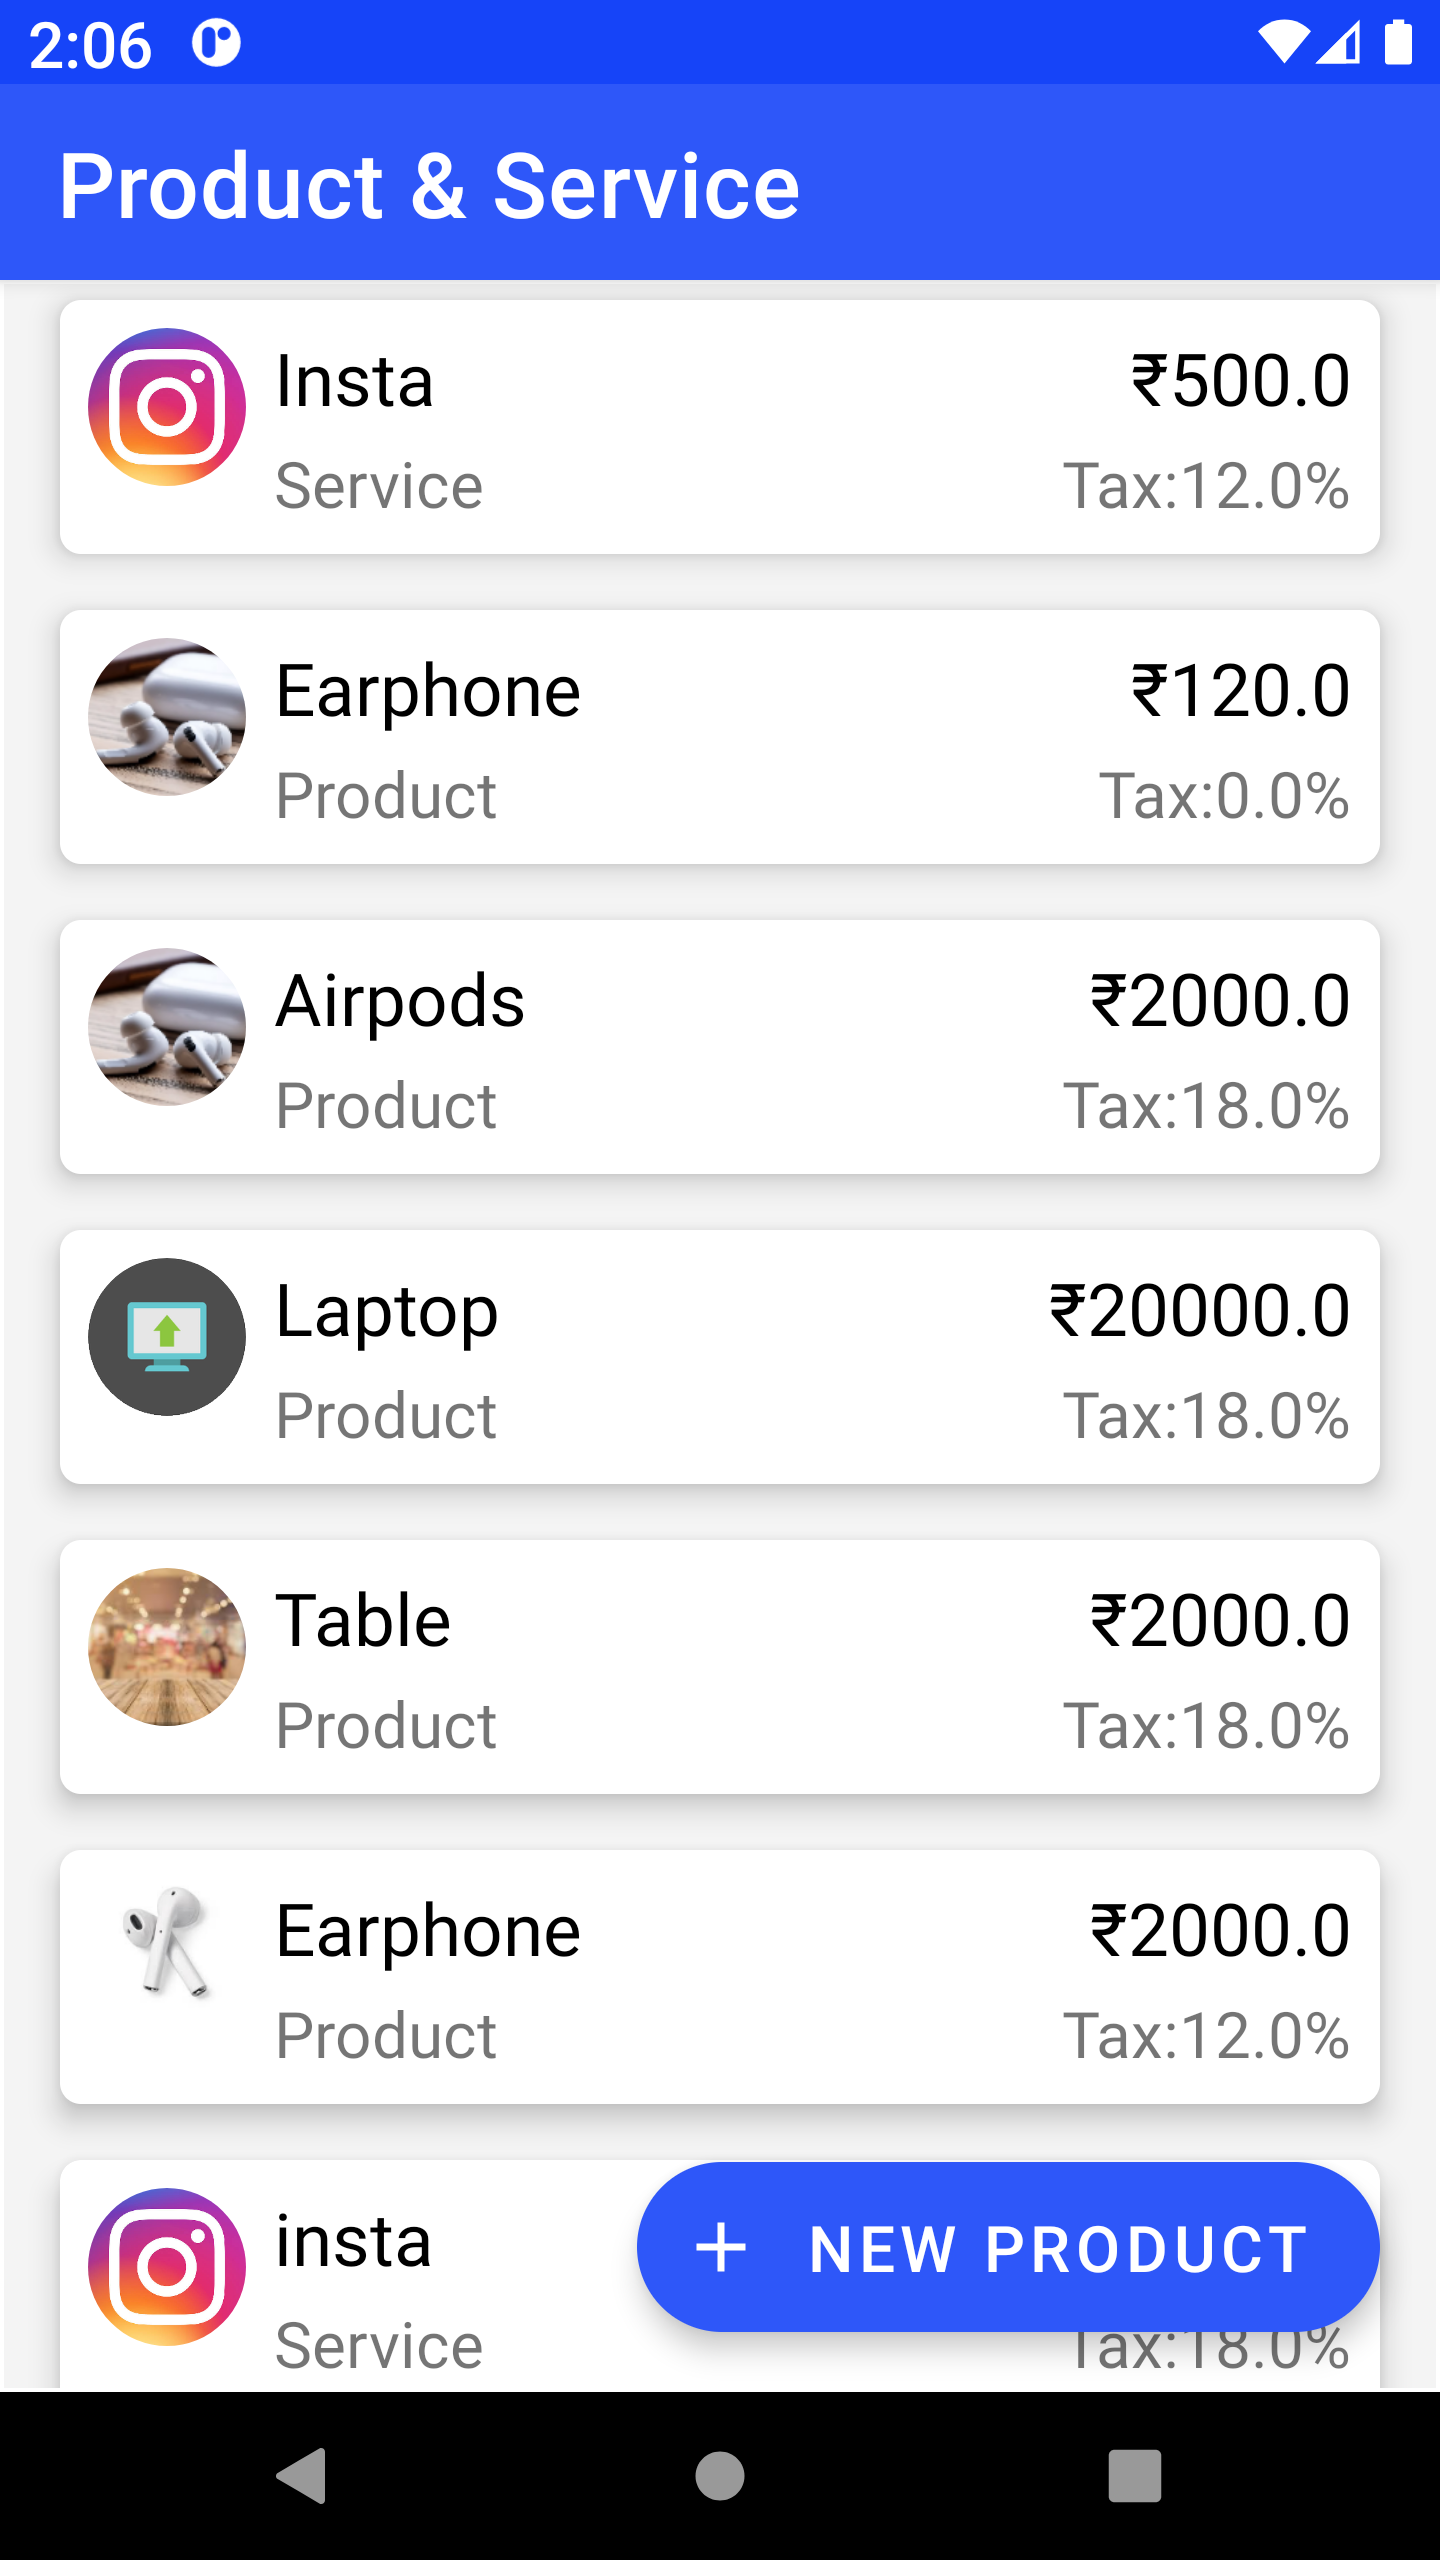 2:06
Product & Service
Insta ₹500.0
Service Tax:12.0%
Earphone ₹120.0
Product Tax:0.0%
Airpods ₹2000.0
Product Tax:18.0%
Laptop ₹20000.0
Product Tax:18.0%
Table ₹2000.0
Product Tax:18.0%
Earphone ₹2000.0
Product Tax:12.0%
insta
+ NEW PRODUCT
Service Tax:18.0%